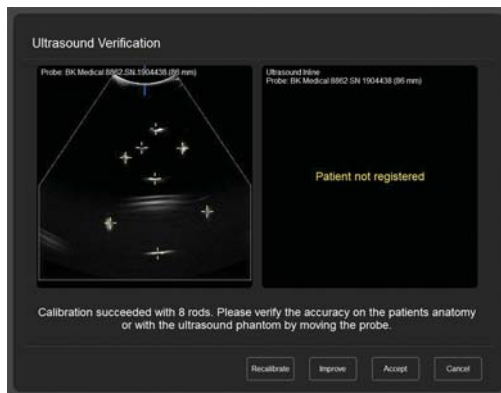 Ultrasound Verification
Probe: BK Medical 8862 SN 1904438 (86 mm)
Ultrasound Inline
Probe: BK Medical 8862 SN 1904438 (86 mm)
Patient not registered
Calibration succeeded with 8 rods. Please verify the accuracy on the patients anatomy
or with the ultrasound phantom by moving the probe.
Recalibrate
Improve
Accept
Cancel